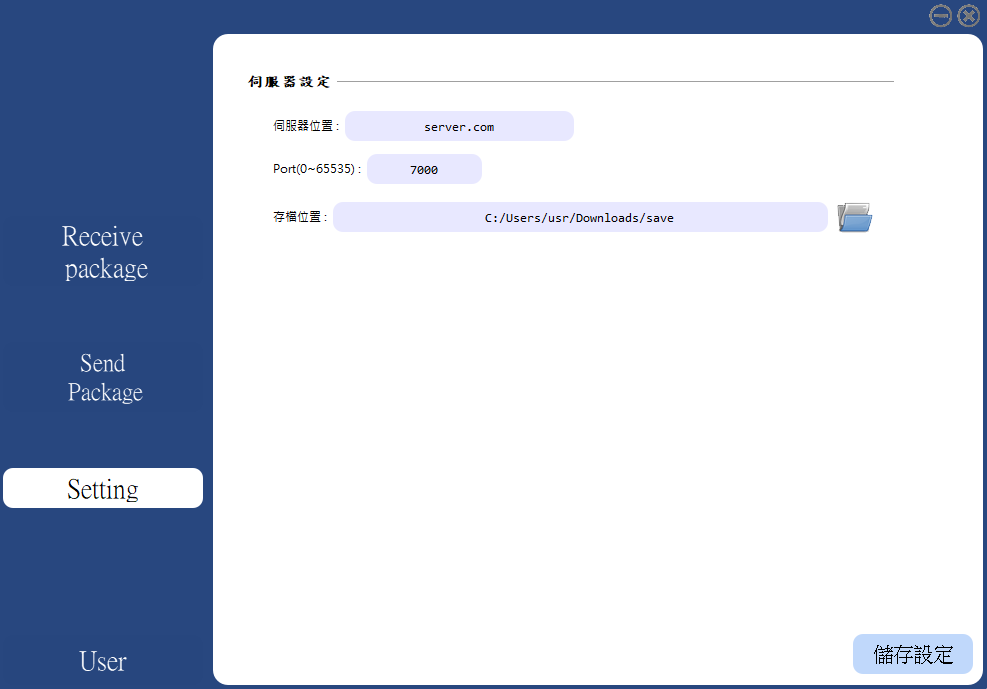 伺服器設定
伺服器位置 : server.com
Port(0~65535) : 7000
存檔位置 : C:/Users/usr/Downloads/save
Receive
package
Send
Package
Setting
User
儲存設定